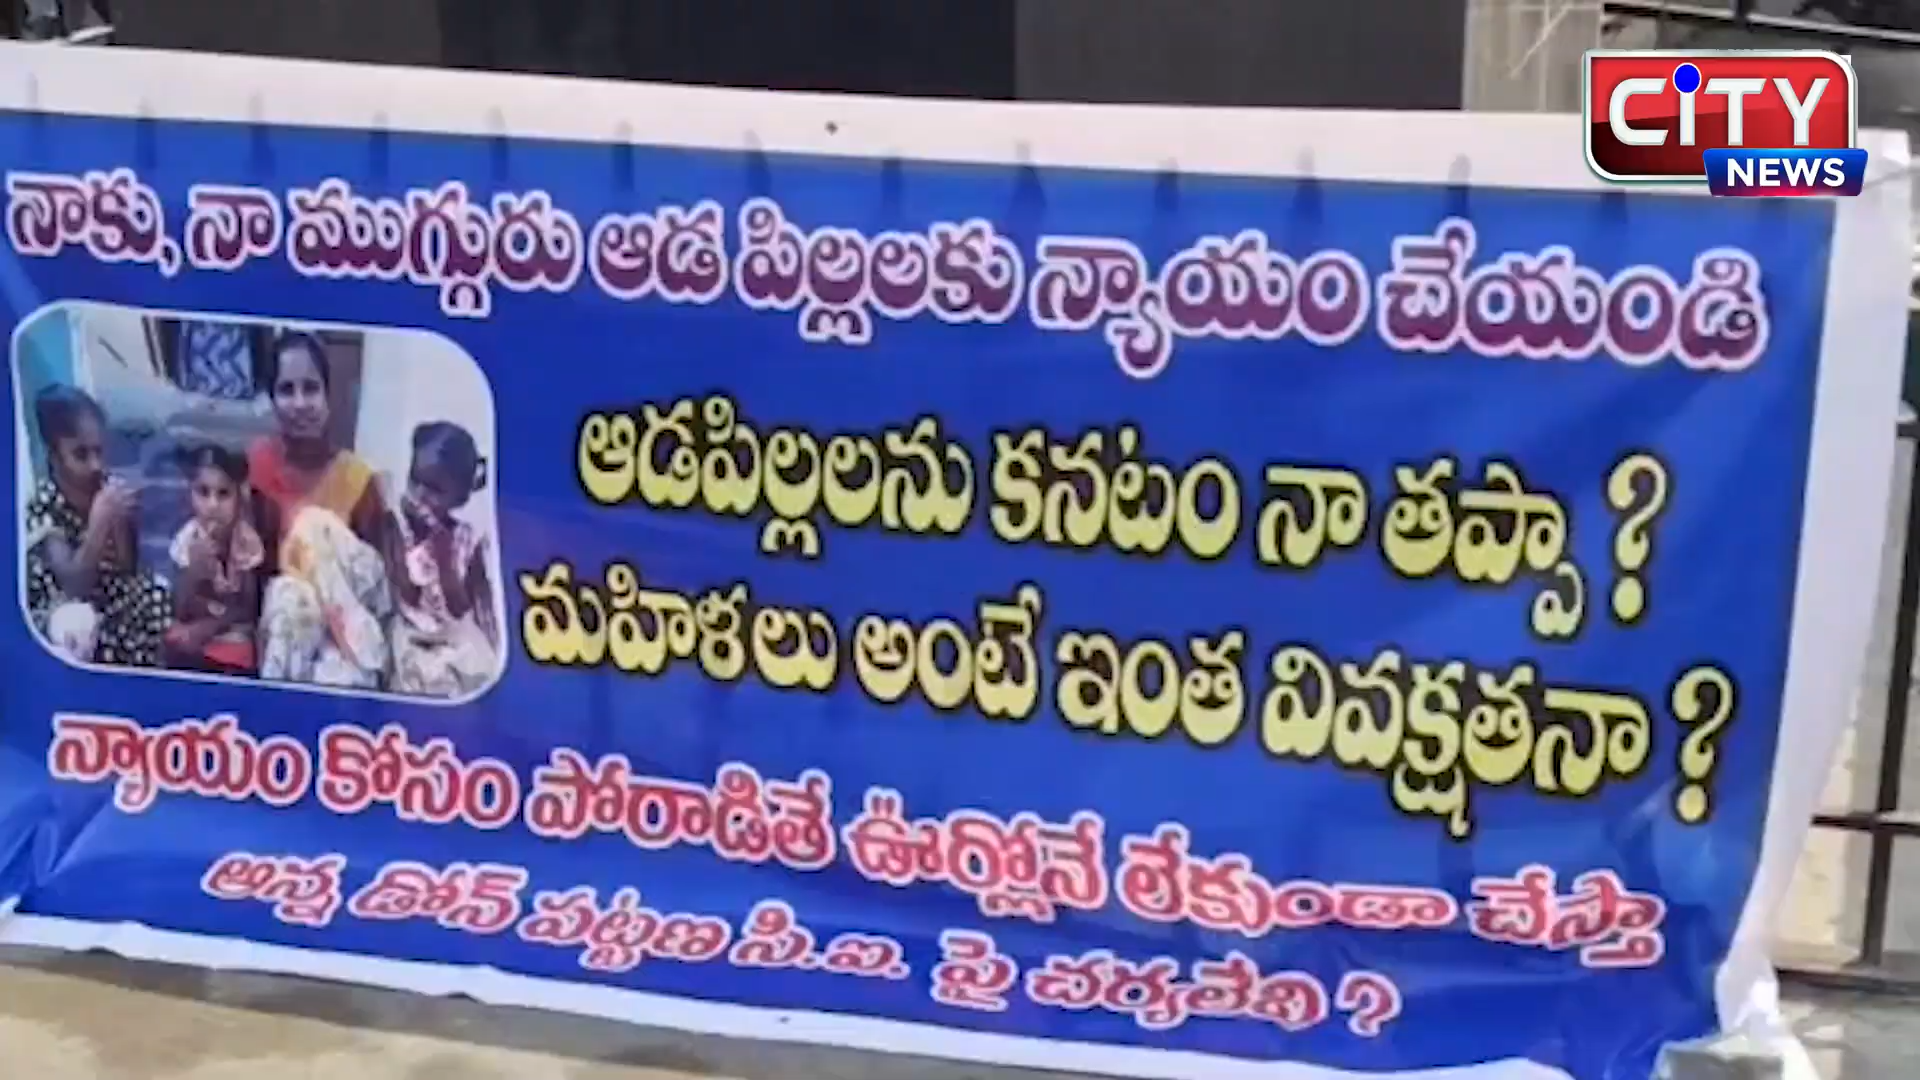 CiTY
NEWS
నాకు, నా ముగ్గురు ఆడ పిల్లలకు న్యాయం చేయండి
ఆడపిల్లలను కనటం నా తప్పా ?
మహిళలు అంటే ఇంత వివక్షతనా ?
న్యాయం కోసం పోరాడితే ఊర్లోనే లేకుండా చేస్తా
అన్న డోన్ పట్టణ సి.ఐ. పై చర్యలేవి ?